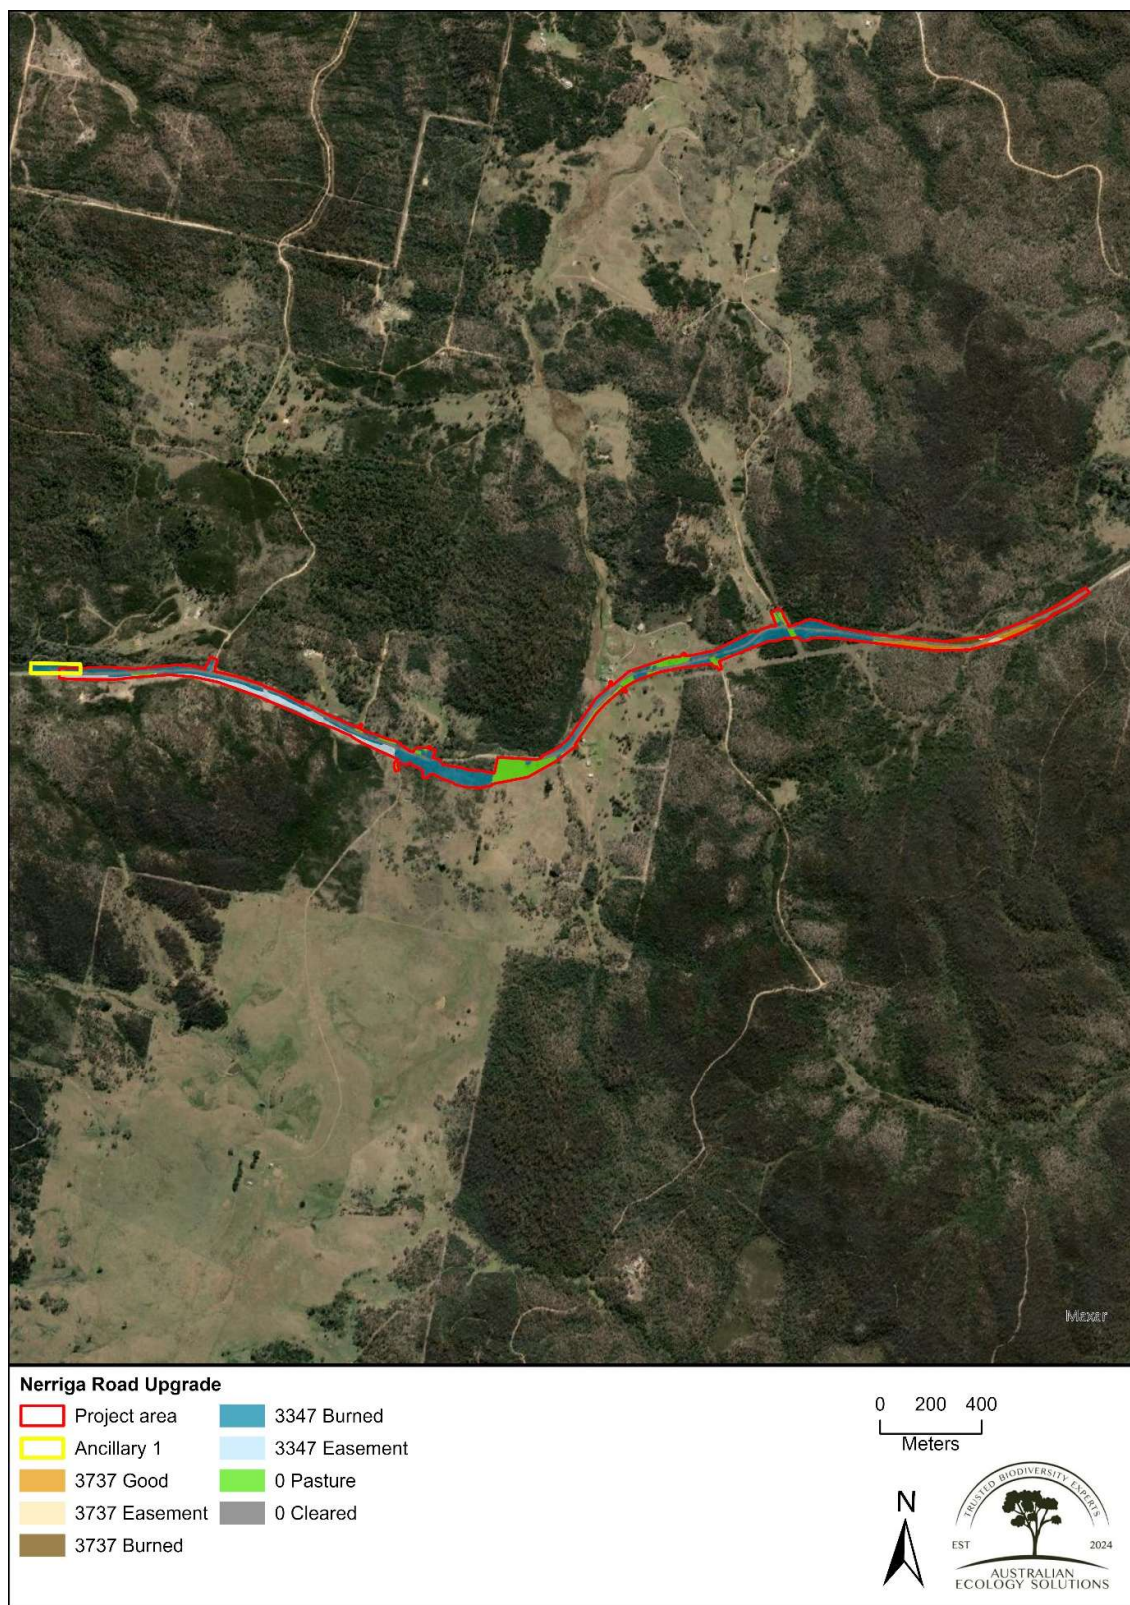 Maxar
Nerriga Road Upgrade
Project area
Ancillary 1
3737 Good
3737 Easement
3737 Burned
3347 Burned
3347 Easement
0 Pasture
0 Cleared
0 200 400
Meters
N
TRUSTED BIODIVERSITY EXPERTS
EST 2024
AUSTRALIAN
ECOLOGY SOLUTIONS